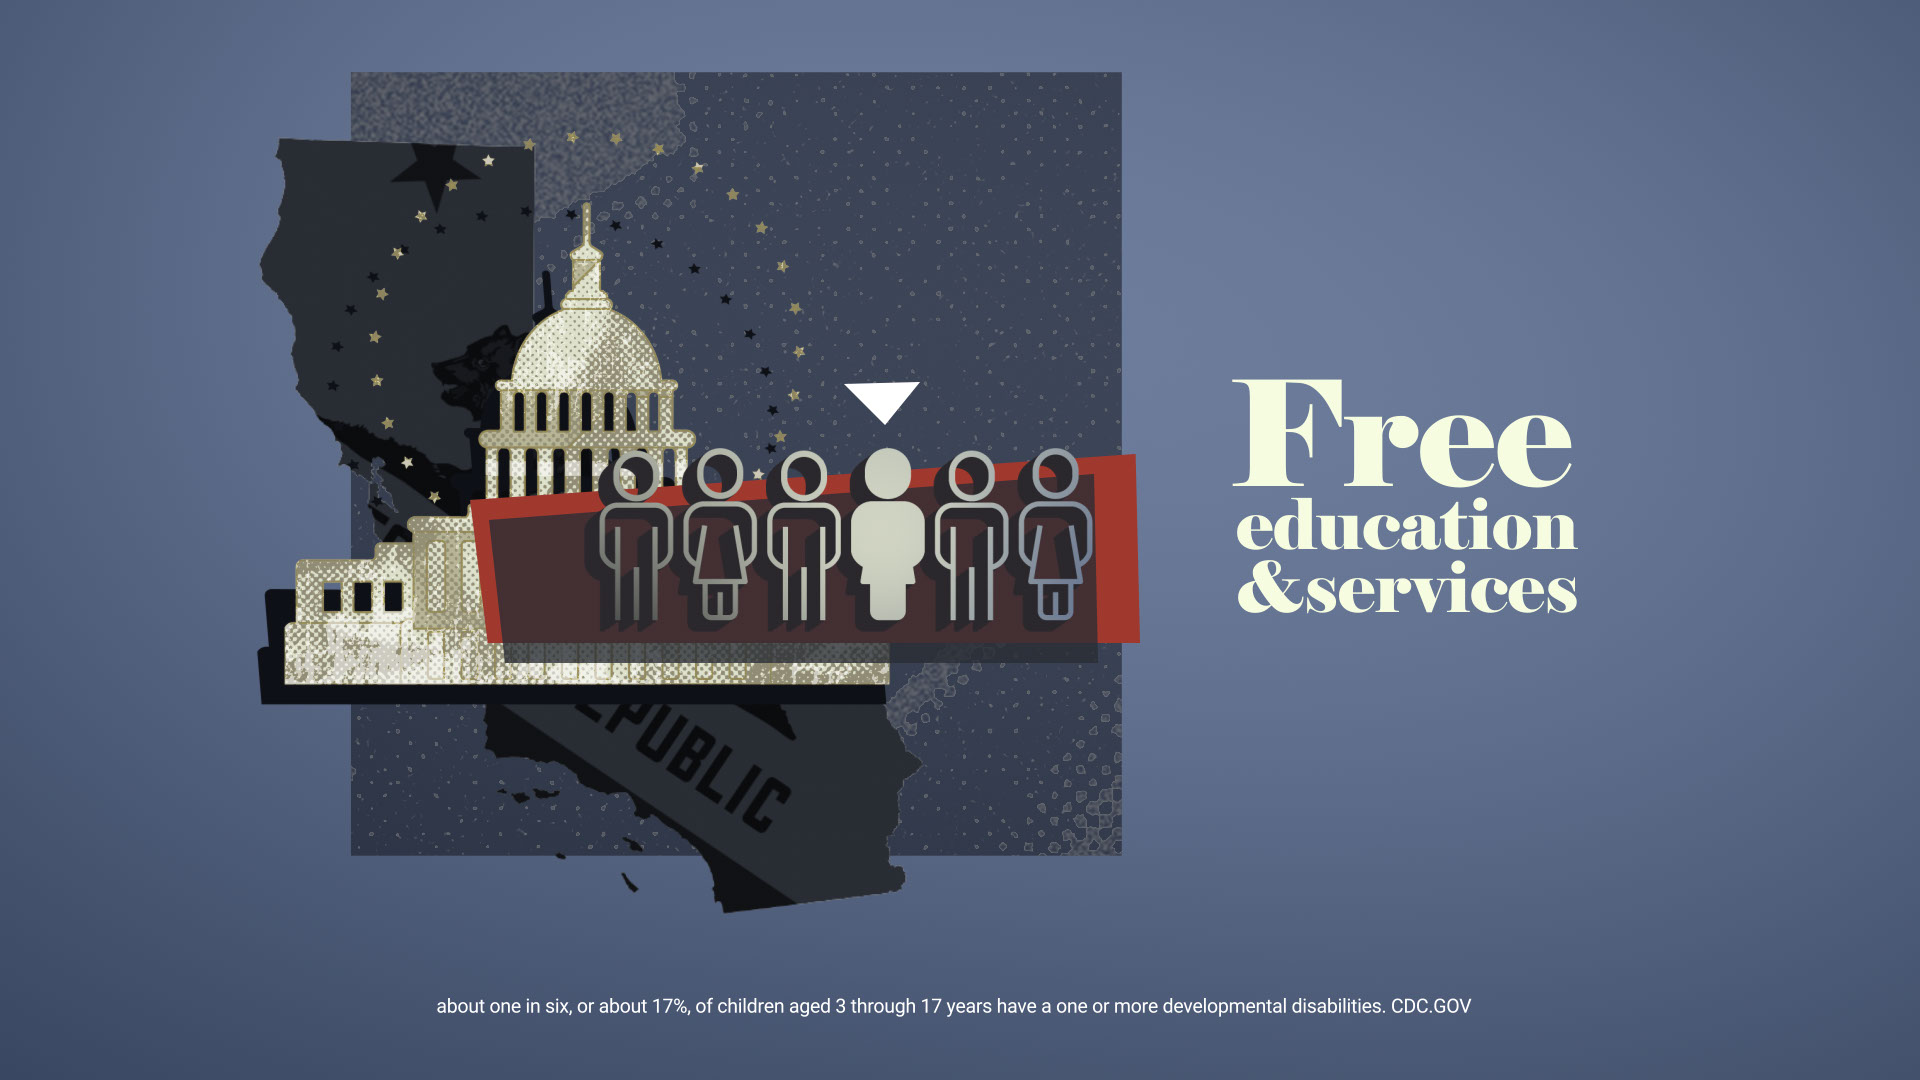 Free
education
&services
EPUBLIC
about one in six, or about 17%, of children aged 3 through 17 years have a one or more developmental disabilities. CDC.GOV